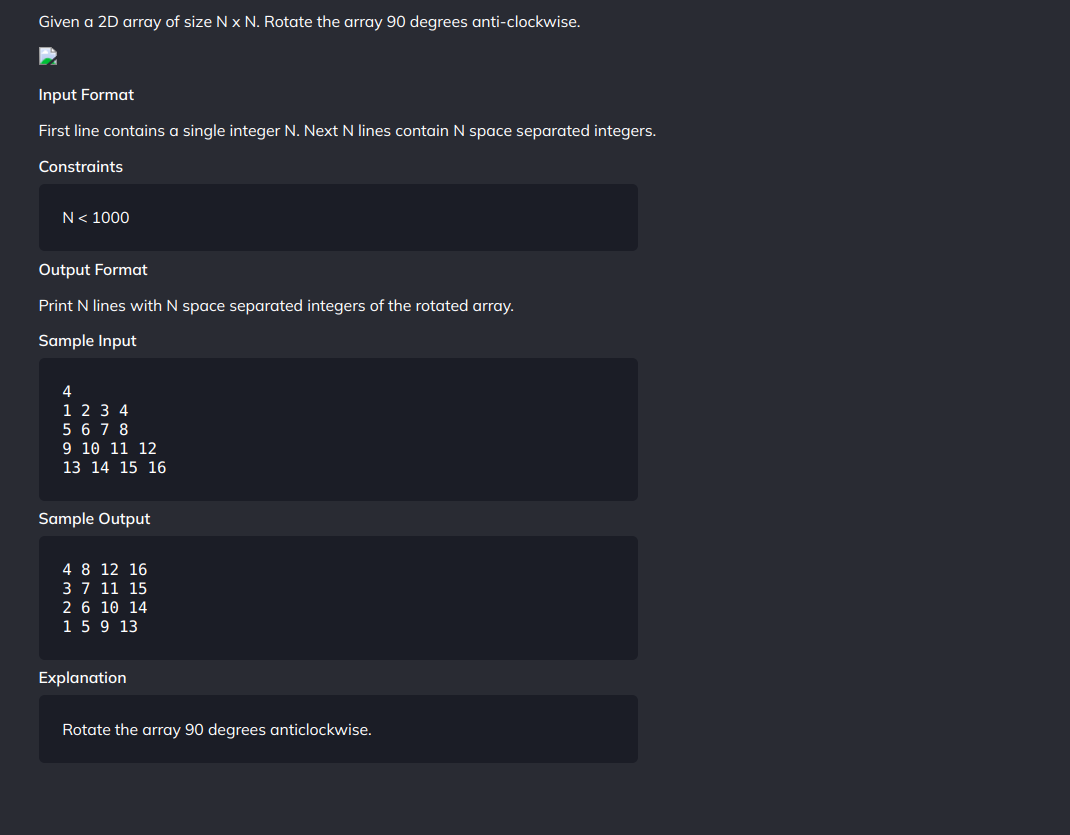 Given a 2D array of size N x N. Rotate the array 90 degrees anti-clockwise.
Input Format
First line contains a single integer N. Next N lines contain N space separated integers.
Constraints
N < 1000
Output Format
Print N lines with N space separated integers of the rotated array.
Sample Input
4
1 2 3 4
5 6 7 8
9 10 11 12
13 14 15 16
Sample Output
4 8 12 16
3 7 11 15
2 6 10 14
1 5 9 13
Explanation
Rotate the array 90 degrees anticlockwise.